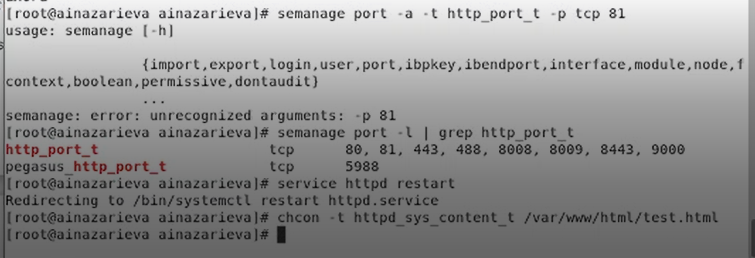 [root@ainazarieva ainazarieva]# semanage port -a -t http_port_t -p tcp 81
usage: semanage [-h]
{import,export,login,user,port,ibpkey,ibendport,interface,module,node,f
context,boolean,permissive,dontaudit}
...
semanage: error: unrecognized arguments: -p 81
[root@ainazarieva ainazarieva]# semanage port -l | grep http_port_t
http_port_t tcp 80, 81, 443, 488, 8008, 8009, 8443, 9000
pegasus_http_port_t tcp 5988
[root@ainazarieva ainazarieva]# service httpd restart
Redirecting to /bin/systemctl restart httpd.service
[root@ainazarieva ainazarieva]# chcon -t httpd_sys_content_t /var/www/html/test.html
[root@ainazarieva ainazarieva]#